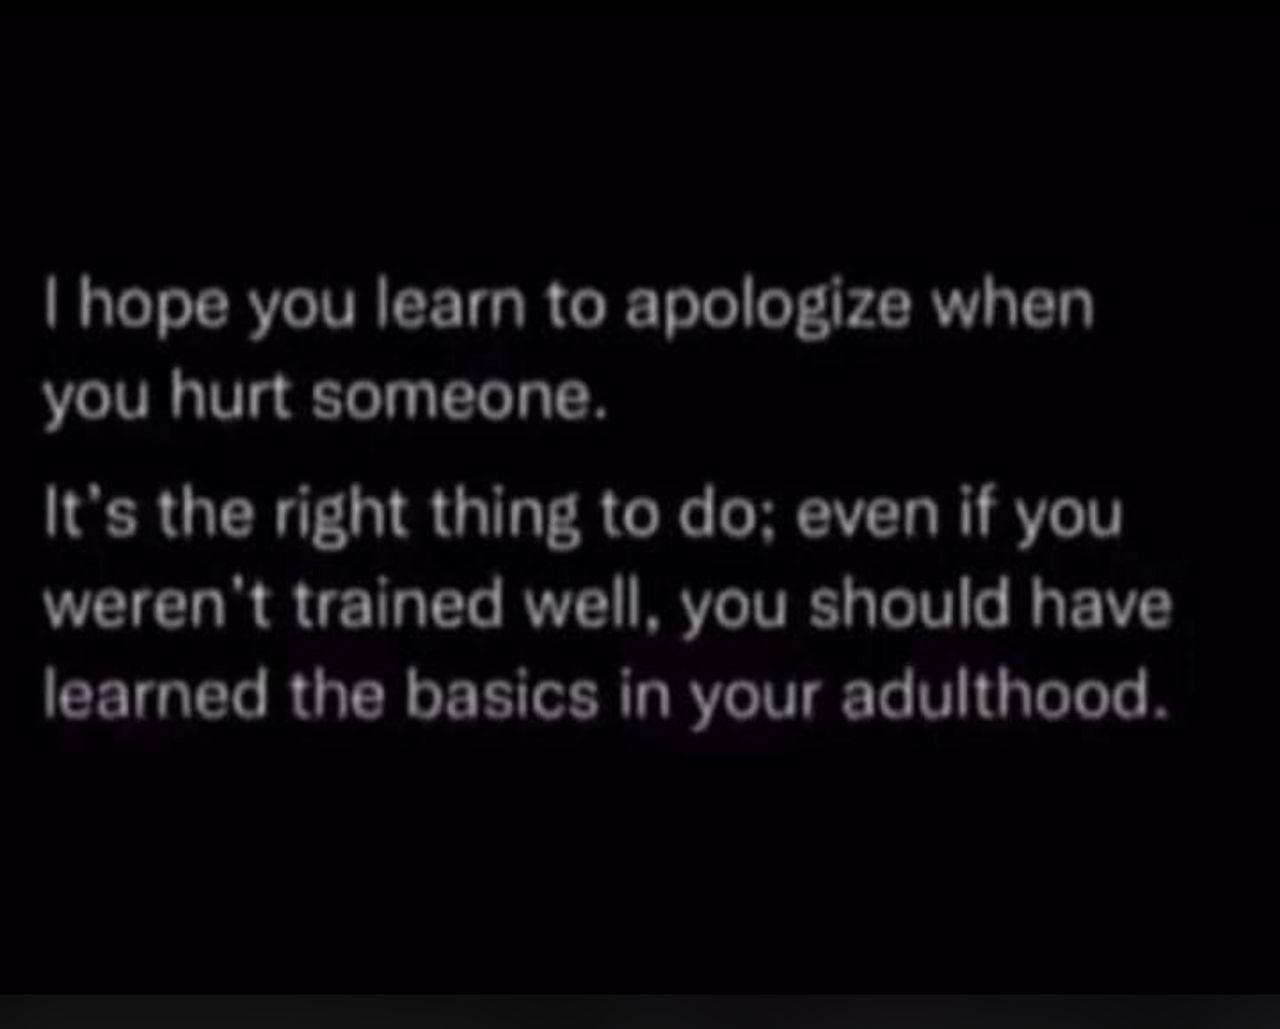 I hope you learn to apologize when
you hurt someone.
It's the right thing to do; even if you
weren't trained well, you should have
learned the basics in your adulthood.